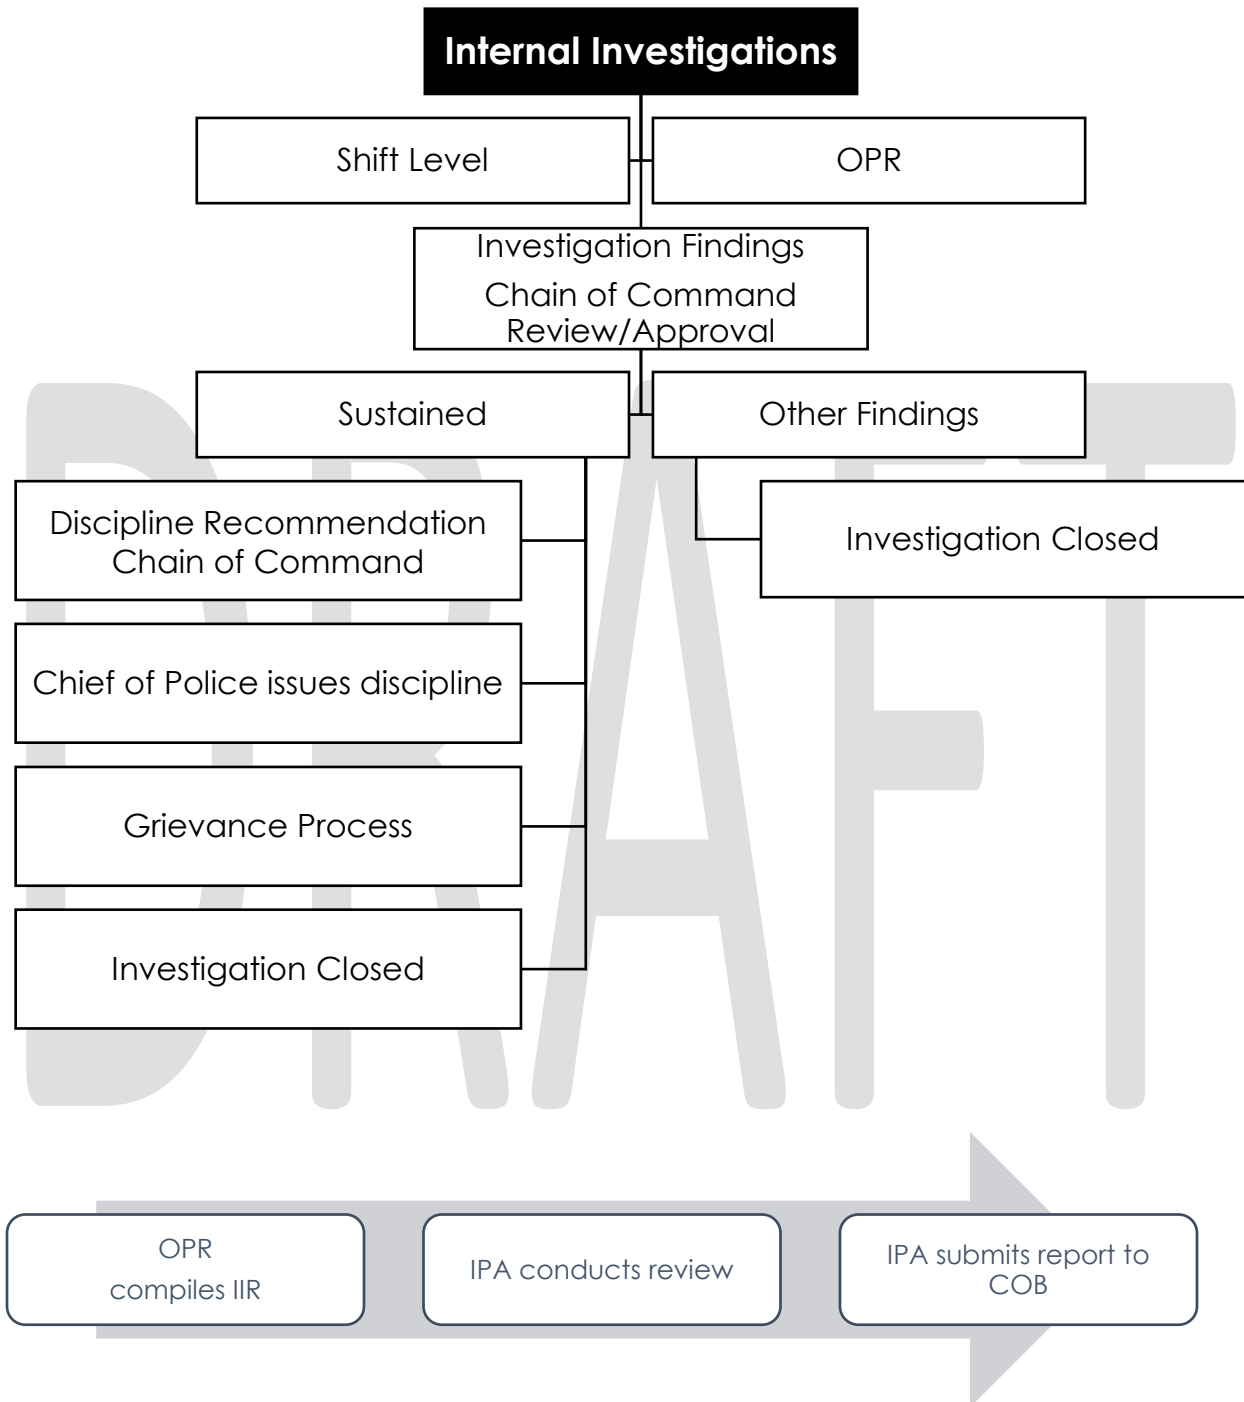 Internal Investigations
Shift Level
OPR
Investigation Findings
Chain of Command
Review/Approval
Sustained
Other Findings
Discipline Recommendation
Chain of Command
Investigation Closed
Chief of Police issues discipline
Grievance Process
Investigation Closed
DRAFT
OPR
compiles IIR
IPA conducts review
IPA submits report to
COB